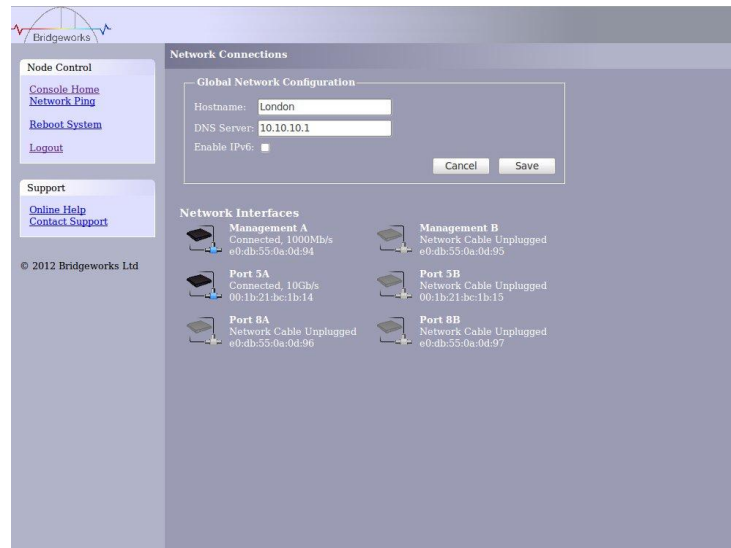 Bridgeworks
Node Control
Console Home
Network Ping
Reboot System
Logout
Support
Online Help
Contact Support
© 2012 Bridgeworks Ltd
Network Connections
Global Network Configuration
Hostname: London
DNS Server: 10.10.10.1
Enable IPv6:
Cancel Save
Network Interfaces
Management A
Connected, 1000Mb/s
e0:db:55:0a:0d:94
Management B
Network Cable Unplugged
e0:db:55:0a:0d:95
Port 5A
Connected, 10Gb/s
00:1b:21:bc:1b:14
Port 5B
Network Cable Unplugged
00:1b:21:bc:1b:15
Port 8A
Network Cable Unplugged
e0:db:55:0a:0d:96
Port 8B
Network Cable Unplugged
e0:db:55:0a:0d:97